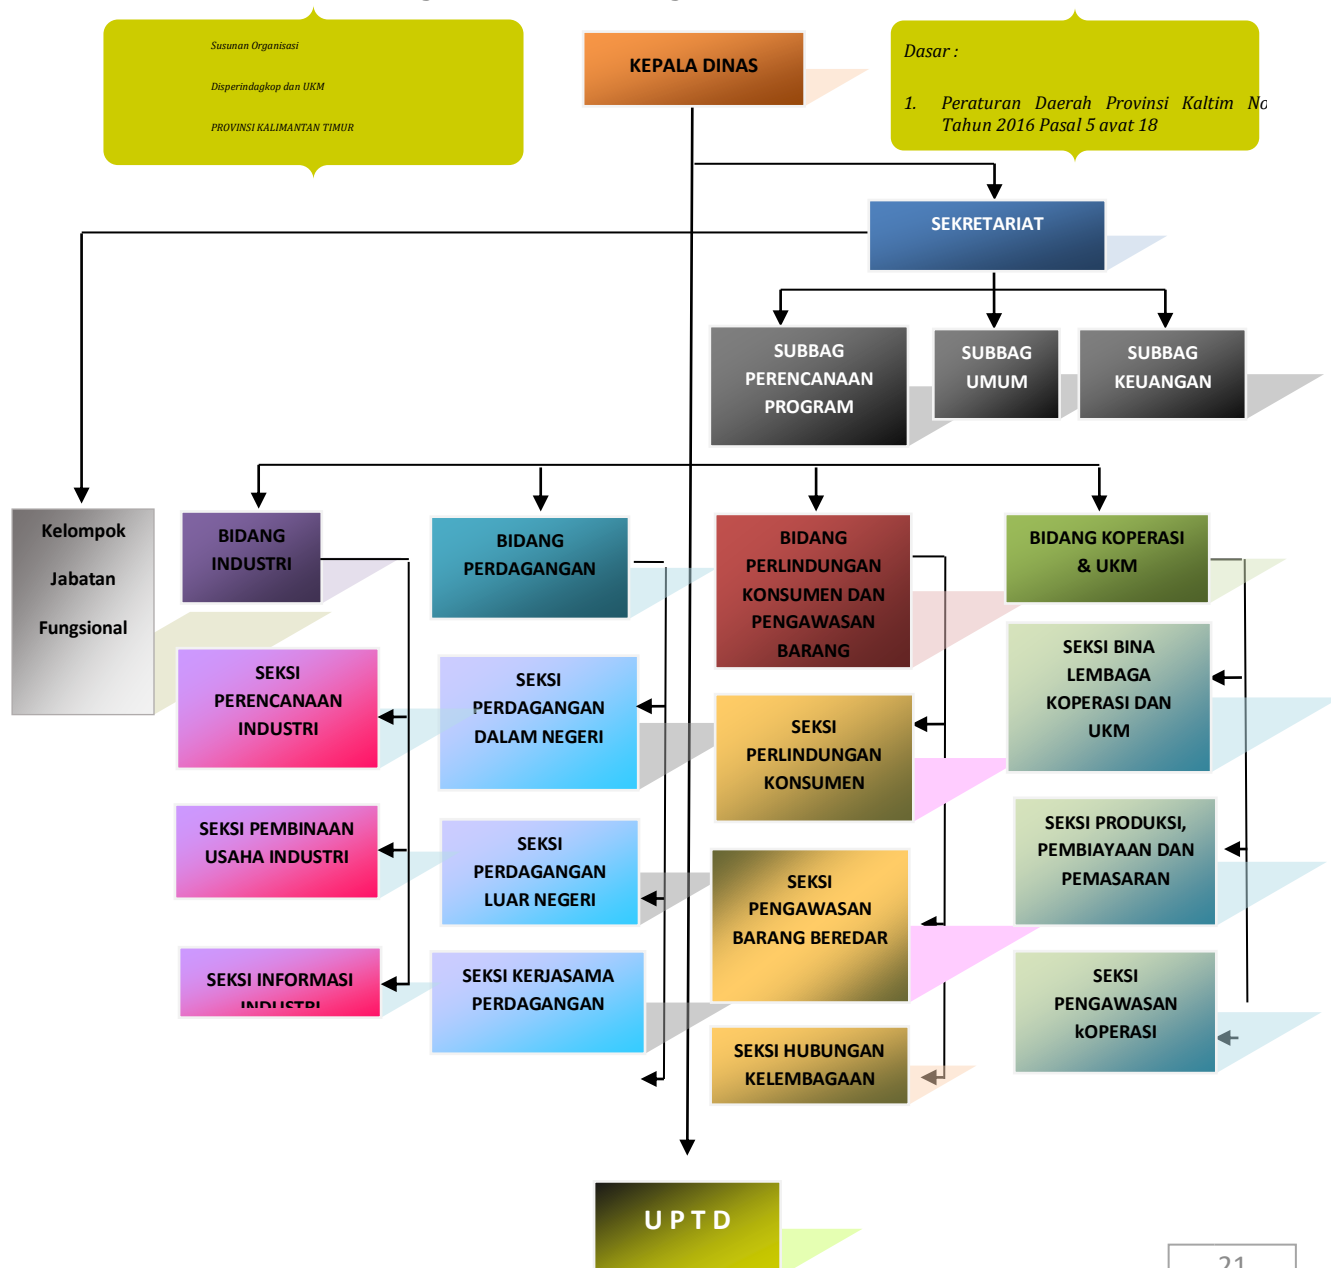 Susunan Organisasi
Disperindagkop dan UKM
PROVINSI KALIMANTAN TIMUR
KEPALA DINAS
Dasar :
1. Peraturan Daerah Provinsi Kaltim No
Tahun 2016 Pasal 5 ayat 18
SEKRETARIAT
SUBBAG
PERENCANAAN
PROGRAM
SUBBAG
UMUM
SUBBAG
KEUANGAN
Kelompok
Jabatan
Fungsional
BIDANG
INDUSTRI
BIDANG
PERDAGANGAN
BIDANG
PERLINDUNGAN
KONSUMEN DAN
PENGAWASAN
BARANG
BIDANG KOPERASI
& UKM
SEKSI
PERENCANAAN
INDUSTRI
SEKSI
PERDAGANGAN
DALAM NEGERI
SEKSI
PERLINDUNGAN
KONSUMEN
SEKSI BINA
LEMBAGA
KOPERASI DAN
UKM
SEKSI PEMBINAAN
USAHA INDUSTRI
SEKSI
PERDAGANGAN
LUAR NEGERI
SEKSI
PENGAWASAN
BARANG BEREDAR
SEKSI PRODUKSI,
PEMBIAYAAN DAN
PEMASARAN
SEKSI INFORMASI
INDUSTRI
SEKSI KERJASAMA
PERDAGANGAN
SEKSI HUBUNGAN
KELEMBAGAAN
SEKSI
PENGAWASAN
kOPERASI
U P T D
21